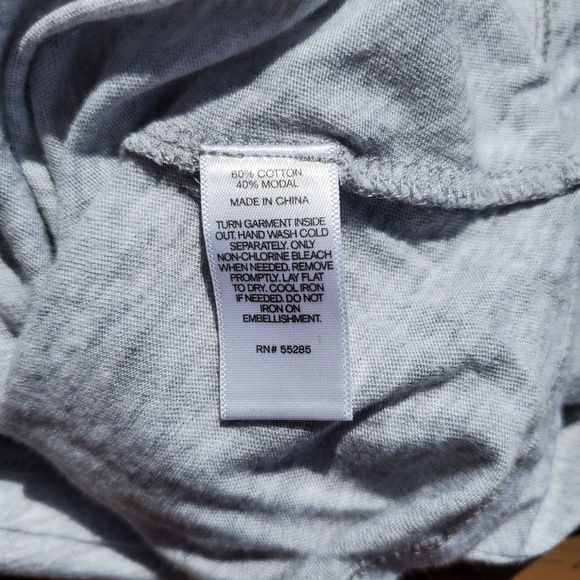 60% COTTON
40% MODAL
MADE IN CHINA
TURN GARMENT INSIDE
OUT. HAND WASH COLD
SEPARATELY. ONLY
NON-CHLORINE BLEACH
WHEN NEEDED. REMOVE
PROMPTLY. LAY FLAT
TO DRY. COOL IRON
IF NEEDED. DO NOT
IRON ON
EMBELLISHMENT.
RN# 55285